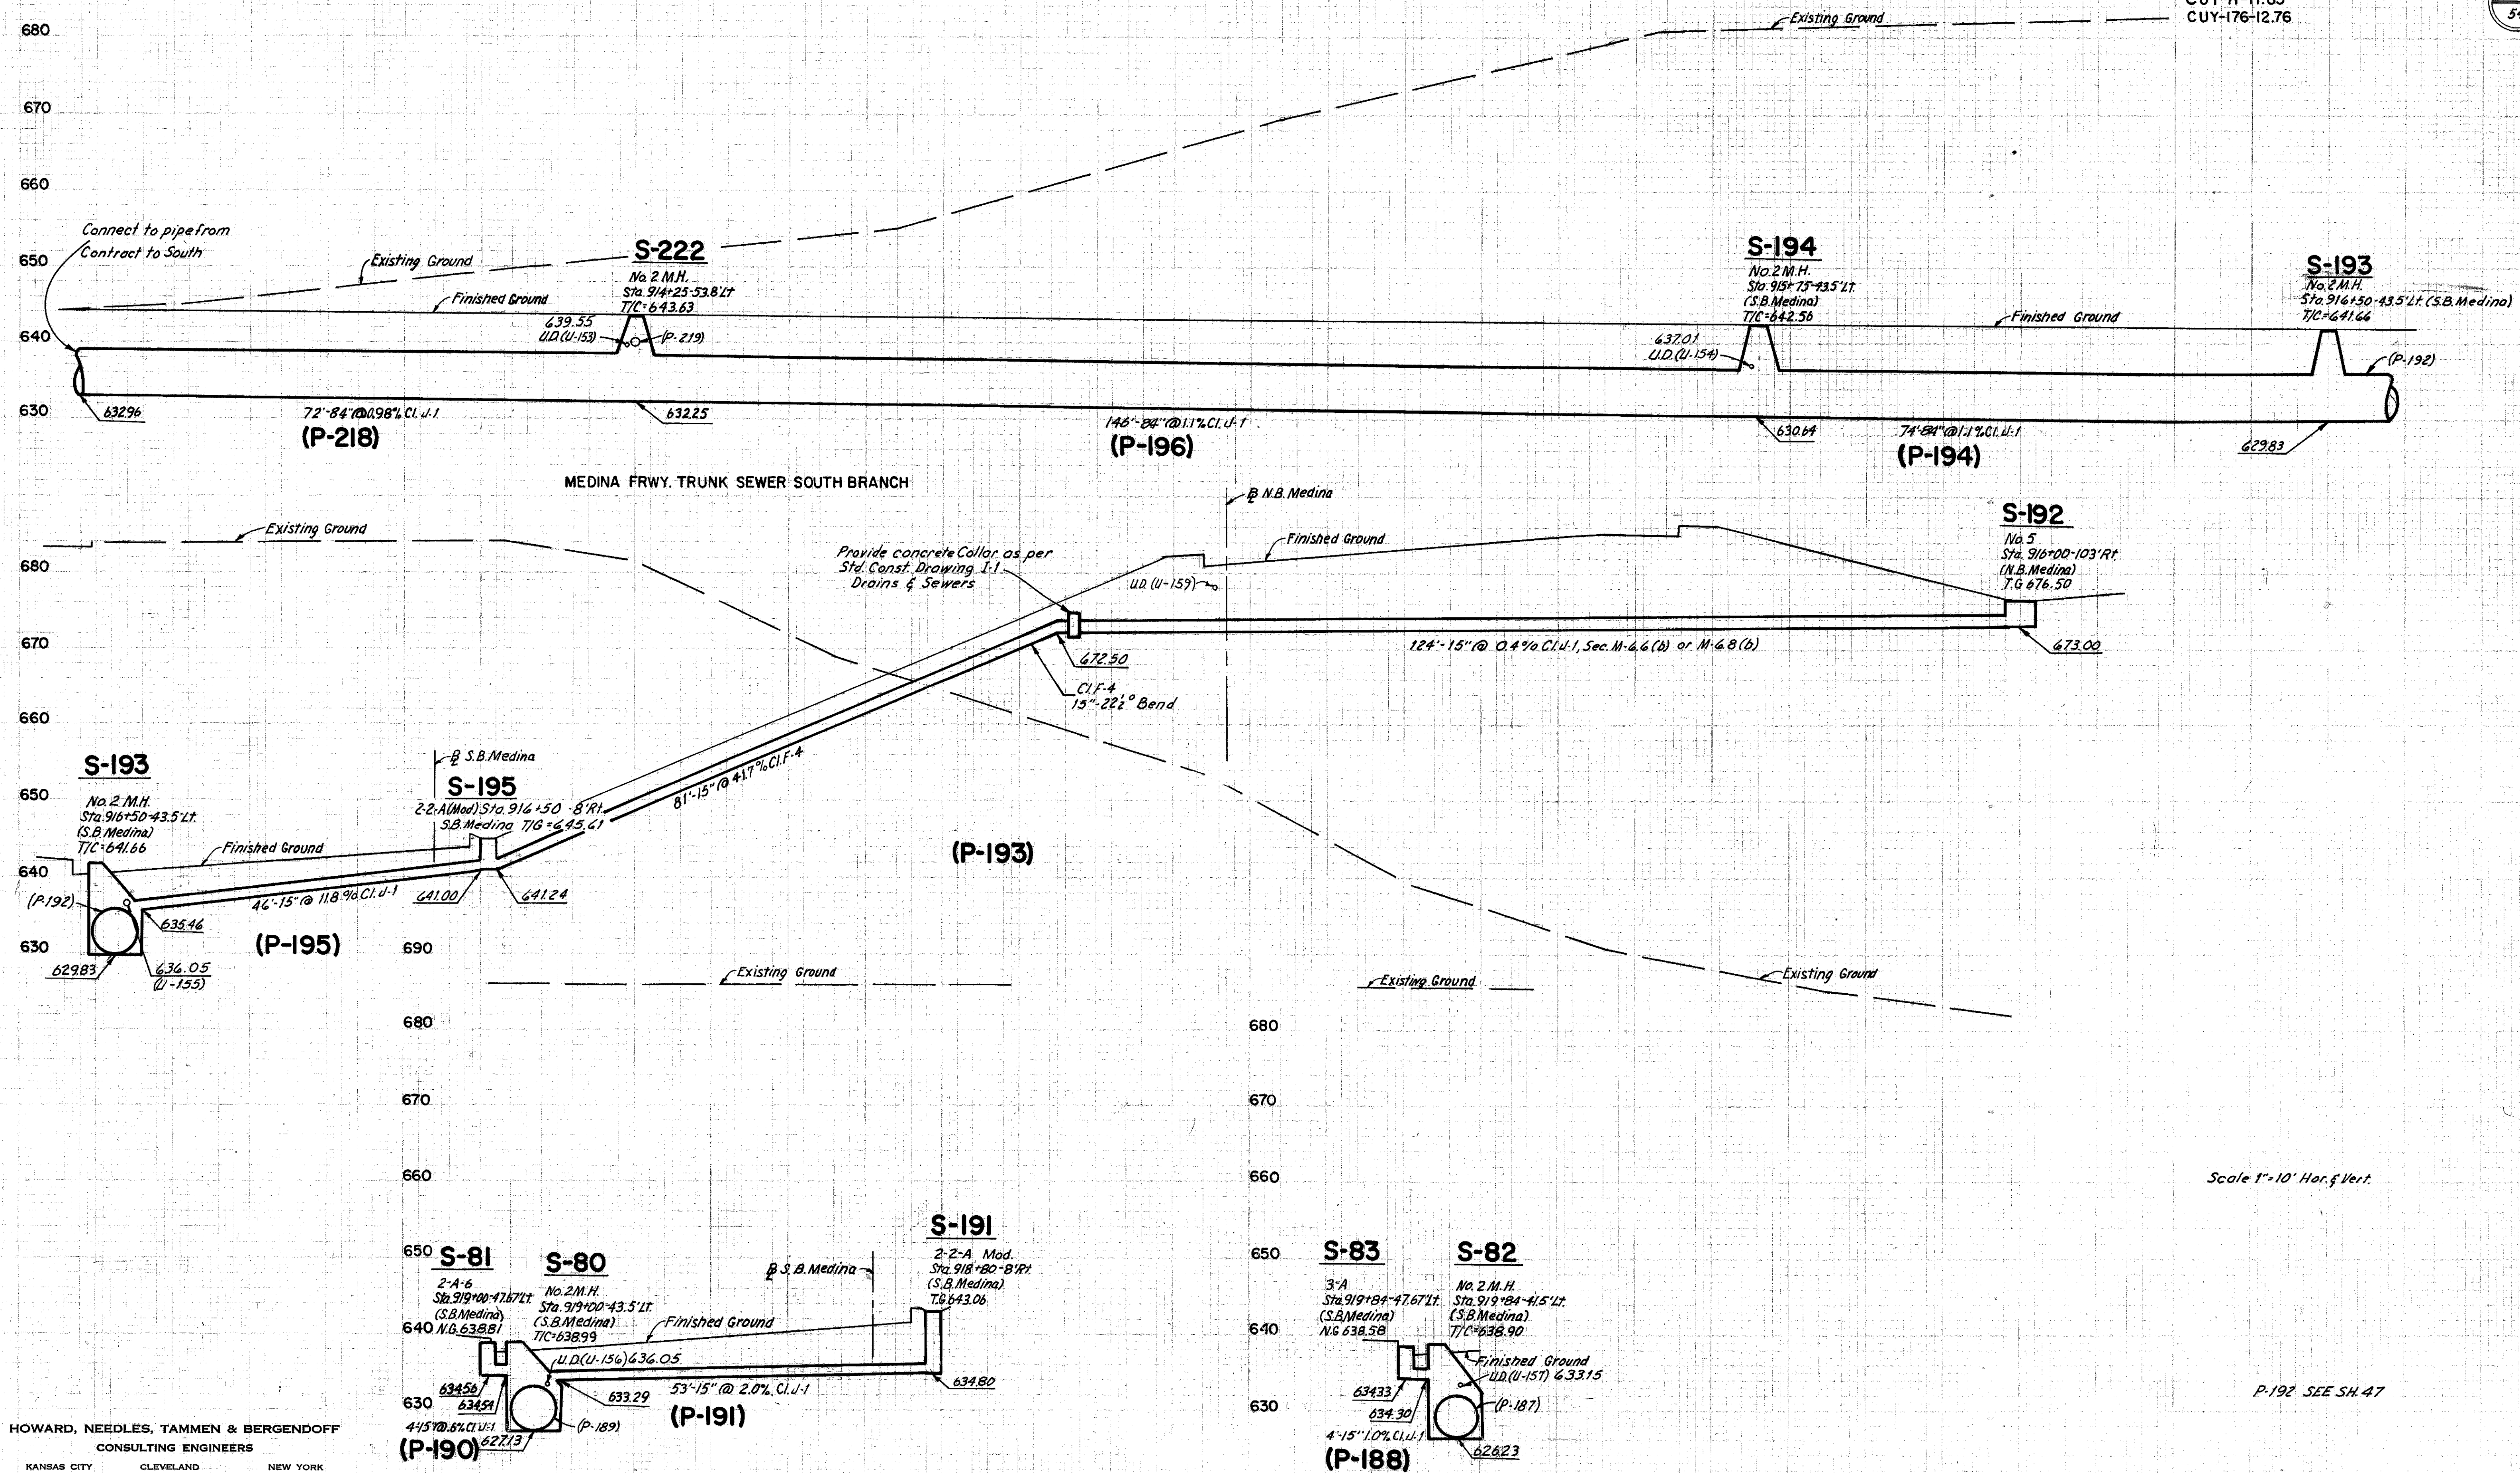 CUY-176-12.76
680
670
660
650
640
630
Existing Ground
Connect to pipe from
Contract to South
Existing Ground
Finished Ground
S-222
No. 2 M.H.
Sta. 914+25-53.8'Lt
T/C=643.63
639.55
U.D.(U-153)
(P-219)
S-194
No. 2 M.H.
Sta. 915+75-43.5'Lt.
(S.B. Medina)
T/C=642.56
637.01
U.D.(U-154)
Finished Ground
S-193
No. 2 M.H.
Sta. 916+50-43.5'Lt. (S.B. Medina)
T/C=641.66
(P-192)
632.96
72'-84"@0.98% Cl. J-1
(P-218)
632.25
146'-84"@1.1% Cl. J-1
(P-196)
630.64
74'-84"@1.1% Cl. J-1
(P-194)
629.83
MEDINA FRWY. TRUNK SEWER SOUTH BRANCH
680
670
660
650
640
630
Existing Ground
Provide concrete Collar as per
Std. Const. Drawing I-1
Drains & Sewers
℄ N.B. Medina
U.D. (U-159)
Finished Ground
S-192
No. 5
Sta. 916+00-103'Rt.
(N.B. Medina)
T.G 676.50
672.50
Cl. F-4
15"-22½° Bend
124'-15"@ 0.4% Cl. J-1, Sec. M-6.6(b) or M-6.8(b)
673.00
S-193
No. 2 M.H.
Sta. 916+50-43.5'Lt.
(S.B. Medina)
T/C=641.66
℄ S.B. Medina
S-195
2-2-A(Mod) Sta. 916+50-8'Rt.
S.B. Medina T/G=645.61
81'-15"@ 41.7% Cl. F-4
(P-193)
Finished Ground
(P-192)
46'-15"@ 11.8% Cl. J-1
641.00
641.24
635.46
(P-195)
629.83
636.05
(U-155)
690
680
670
660
650
640
630
Existing Ground
Existing Ground
Existing Ground
680
670
660
650
640
630
Scale 1"=10' Hor. & Vert.
S-81
2-A-6
Sta. 919+00-47.67'Lt.
(S.B. Medina)
N.G. 638.81
S-80
No. 2 M.H.
Sta. 919+00-43.5'Lt.
(S.B. Medina)
T/C=638.99
℄ S.B. Medina
S-191
2-2-A Mod.
Sta. 918+80-8'Rt.
(S.B. Medina)
T.G 643.06
Finished Ground
U.D.(U-156) 636.05
634.56
634.54
633.29
53'-15"@ 2.0% Cl. J-1
634.80
4'-15"@.6% Cl. J-1
(P-190)
627.13
(P-189)
(P-191)
S-83
3-A
Sta. 919+84-47.67'Lt.
(S.B. Medina)
N.G 638.58
S-82
No. 2 M.H.
Sta. 919+84-41.5'Lt.
(S.B. Medina)
T/C=638.90
Finished Ground
U.D.(U-157) 633.15
634.33
634.30
(P-187)
4'-15" 1.0% Cl. J-1
(P-188)
626.23
P-192 SEE SH. 47
HOWARD, NEEDLES, TAMMEN & BERGENDOFF
CONSULTING ENGINEERS
KANSAS CITY CLEVELAND NEW YORK